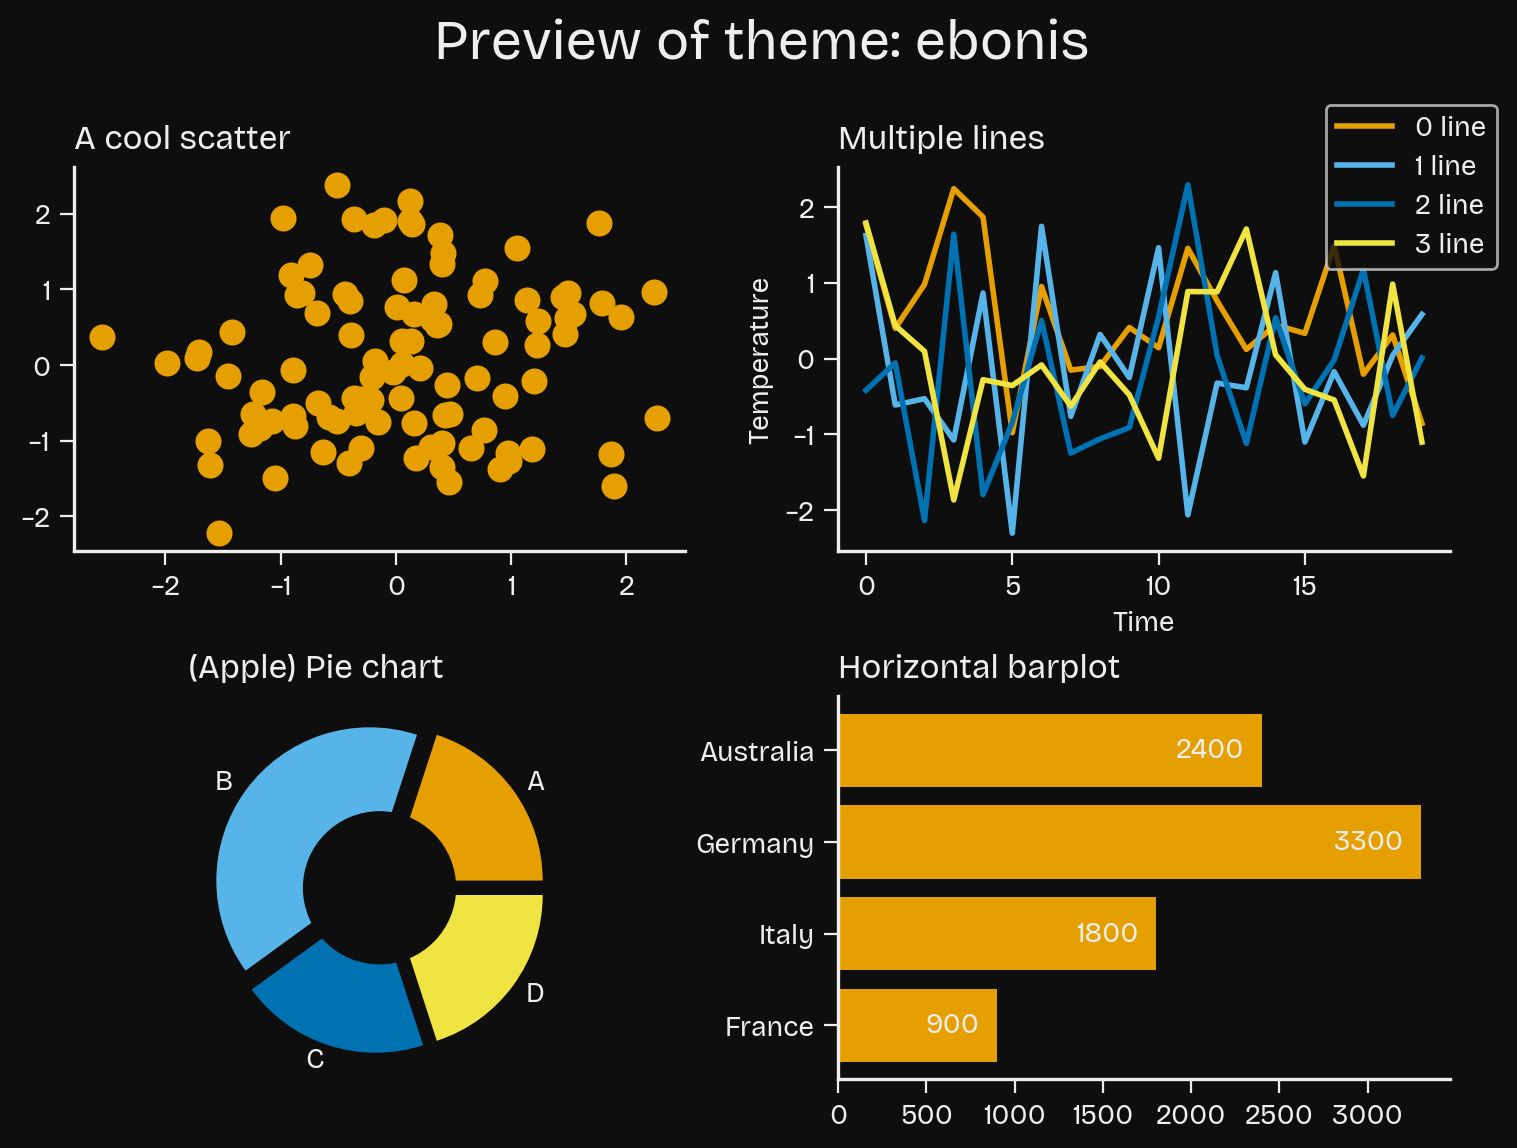 Preview of theme: ebonis
A cool scatter
2
1
0
−1
−2
−2 −1 0 1 2
Multiple lines
0 line
1 line
2 line
3 line
Temperature
2
1
0
−1
−2
0 5 10 15
Time
(Apple) Pie chart
B
A
D
C
Horizontal barplot
Australia 2400
Germany 3300
Italy 1800
France 900
0 500 1000 1500 2000 2500 3000